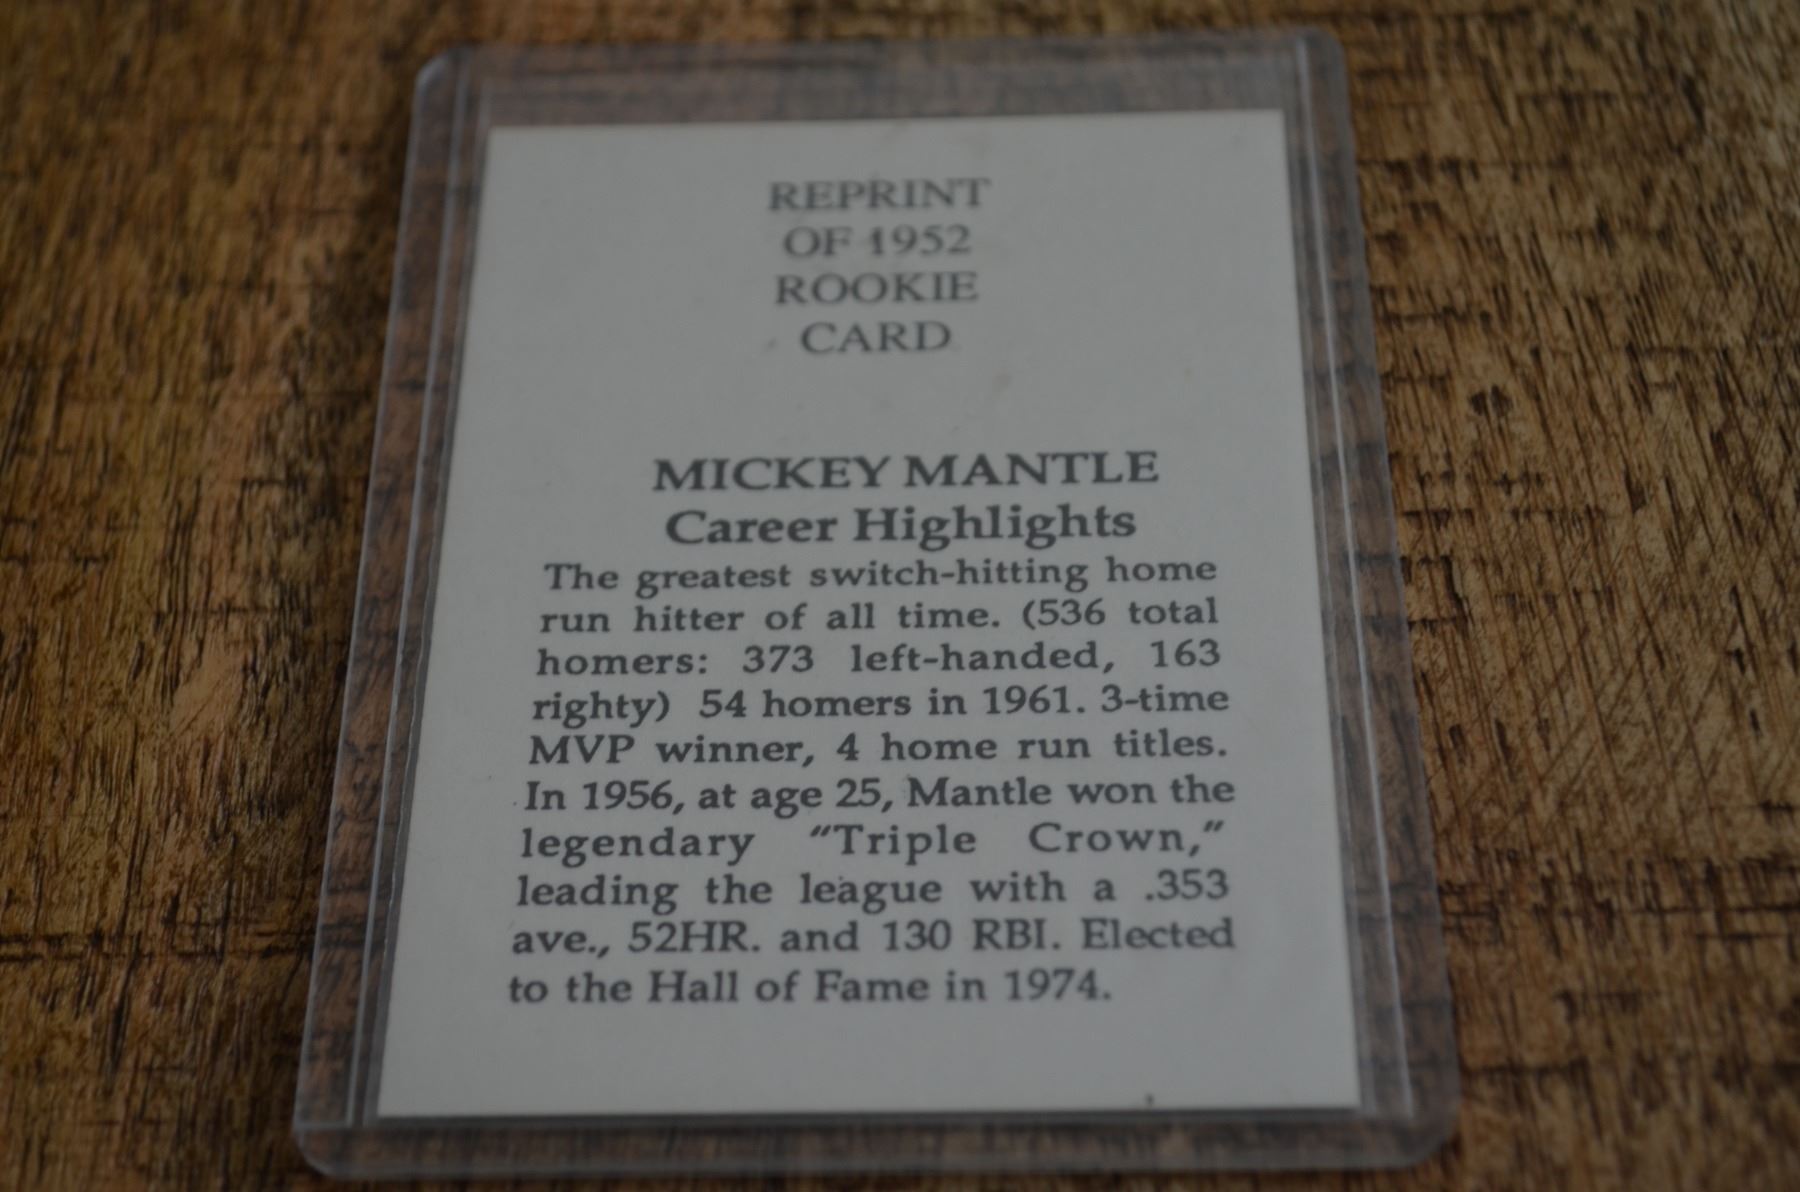 REPRINT
OF 1952
ROOKIE
CARD
MICKEY MANTLE
Career Highlights
The greatest switch-hitting home
run hitter of all time. (536 total
homers: 373 left-handed, 163
righty) 54 homers in 1961. 3-time
MVP winner, 4 home run titles.
In 1956, at age 25, Mantle won the
legendary "Triple Crown,"
leading the league with a .353
ave., 52HR. and 130 RBI. Elected
to the Hall of Fame in 1974.